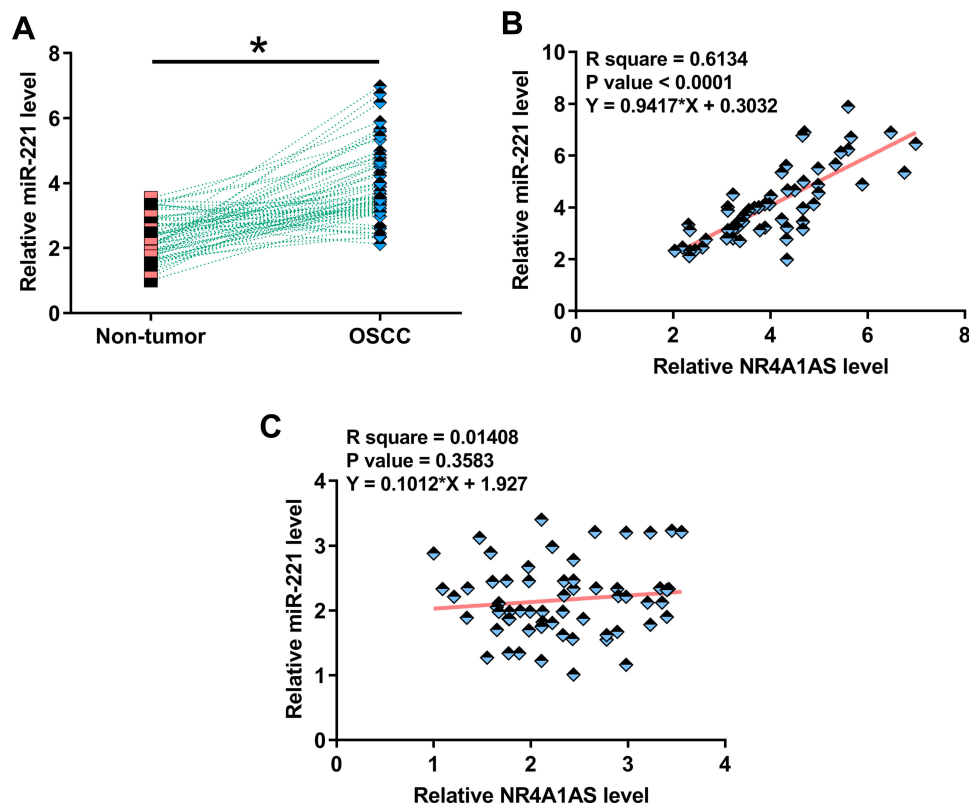 A
*
8
6
4
2
0
Relative miR-221 level
Non-tumor
OSCC
B
R square = 0.6134
P value < 0.0001
Y = 0.9417*X + 0.3032
10
8
6
4
2
0
Relative miR-221 level
0 2 4 6 8
Relative NR4A1AS level
C
R square = 0.01408
P value = 0.3583
Y = 0.1012*X + 1.927
4
3
2
1
0
Relative miR-221 level
0 1 2 3 4
Relative NR4A1AS level